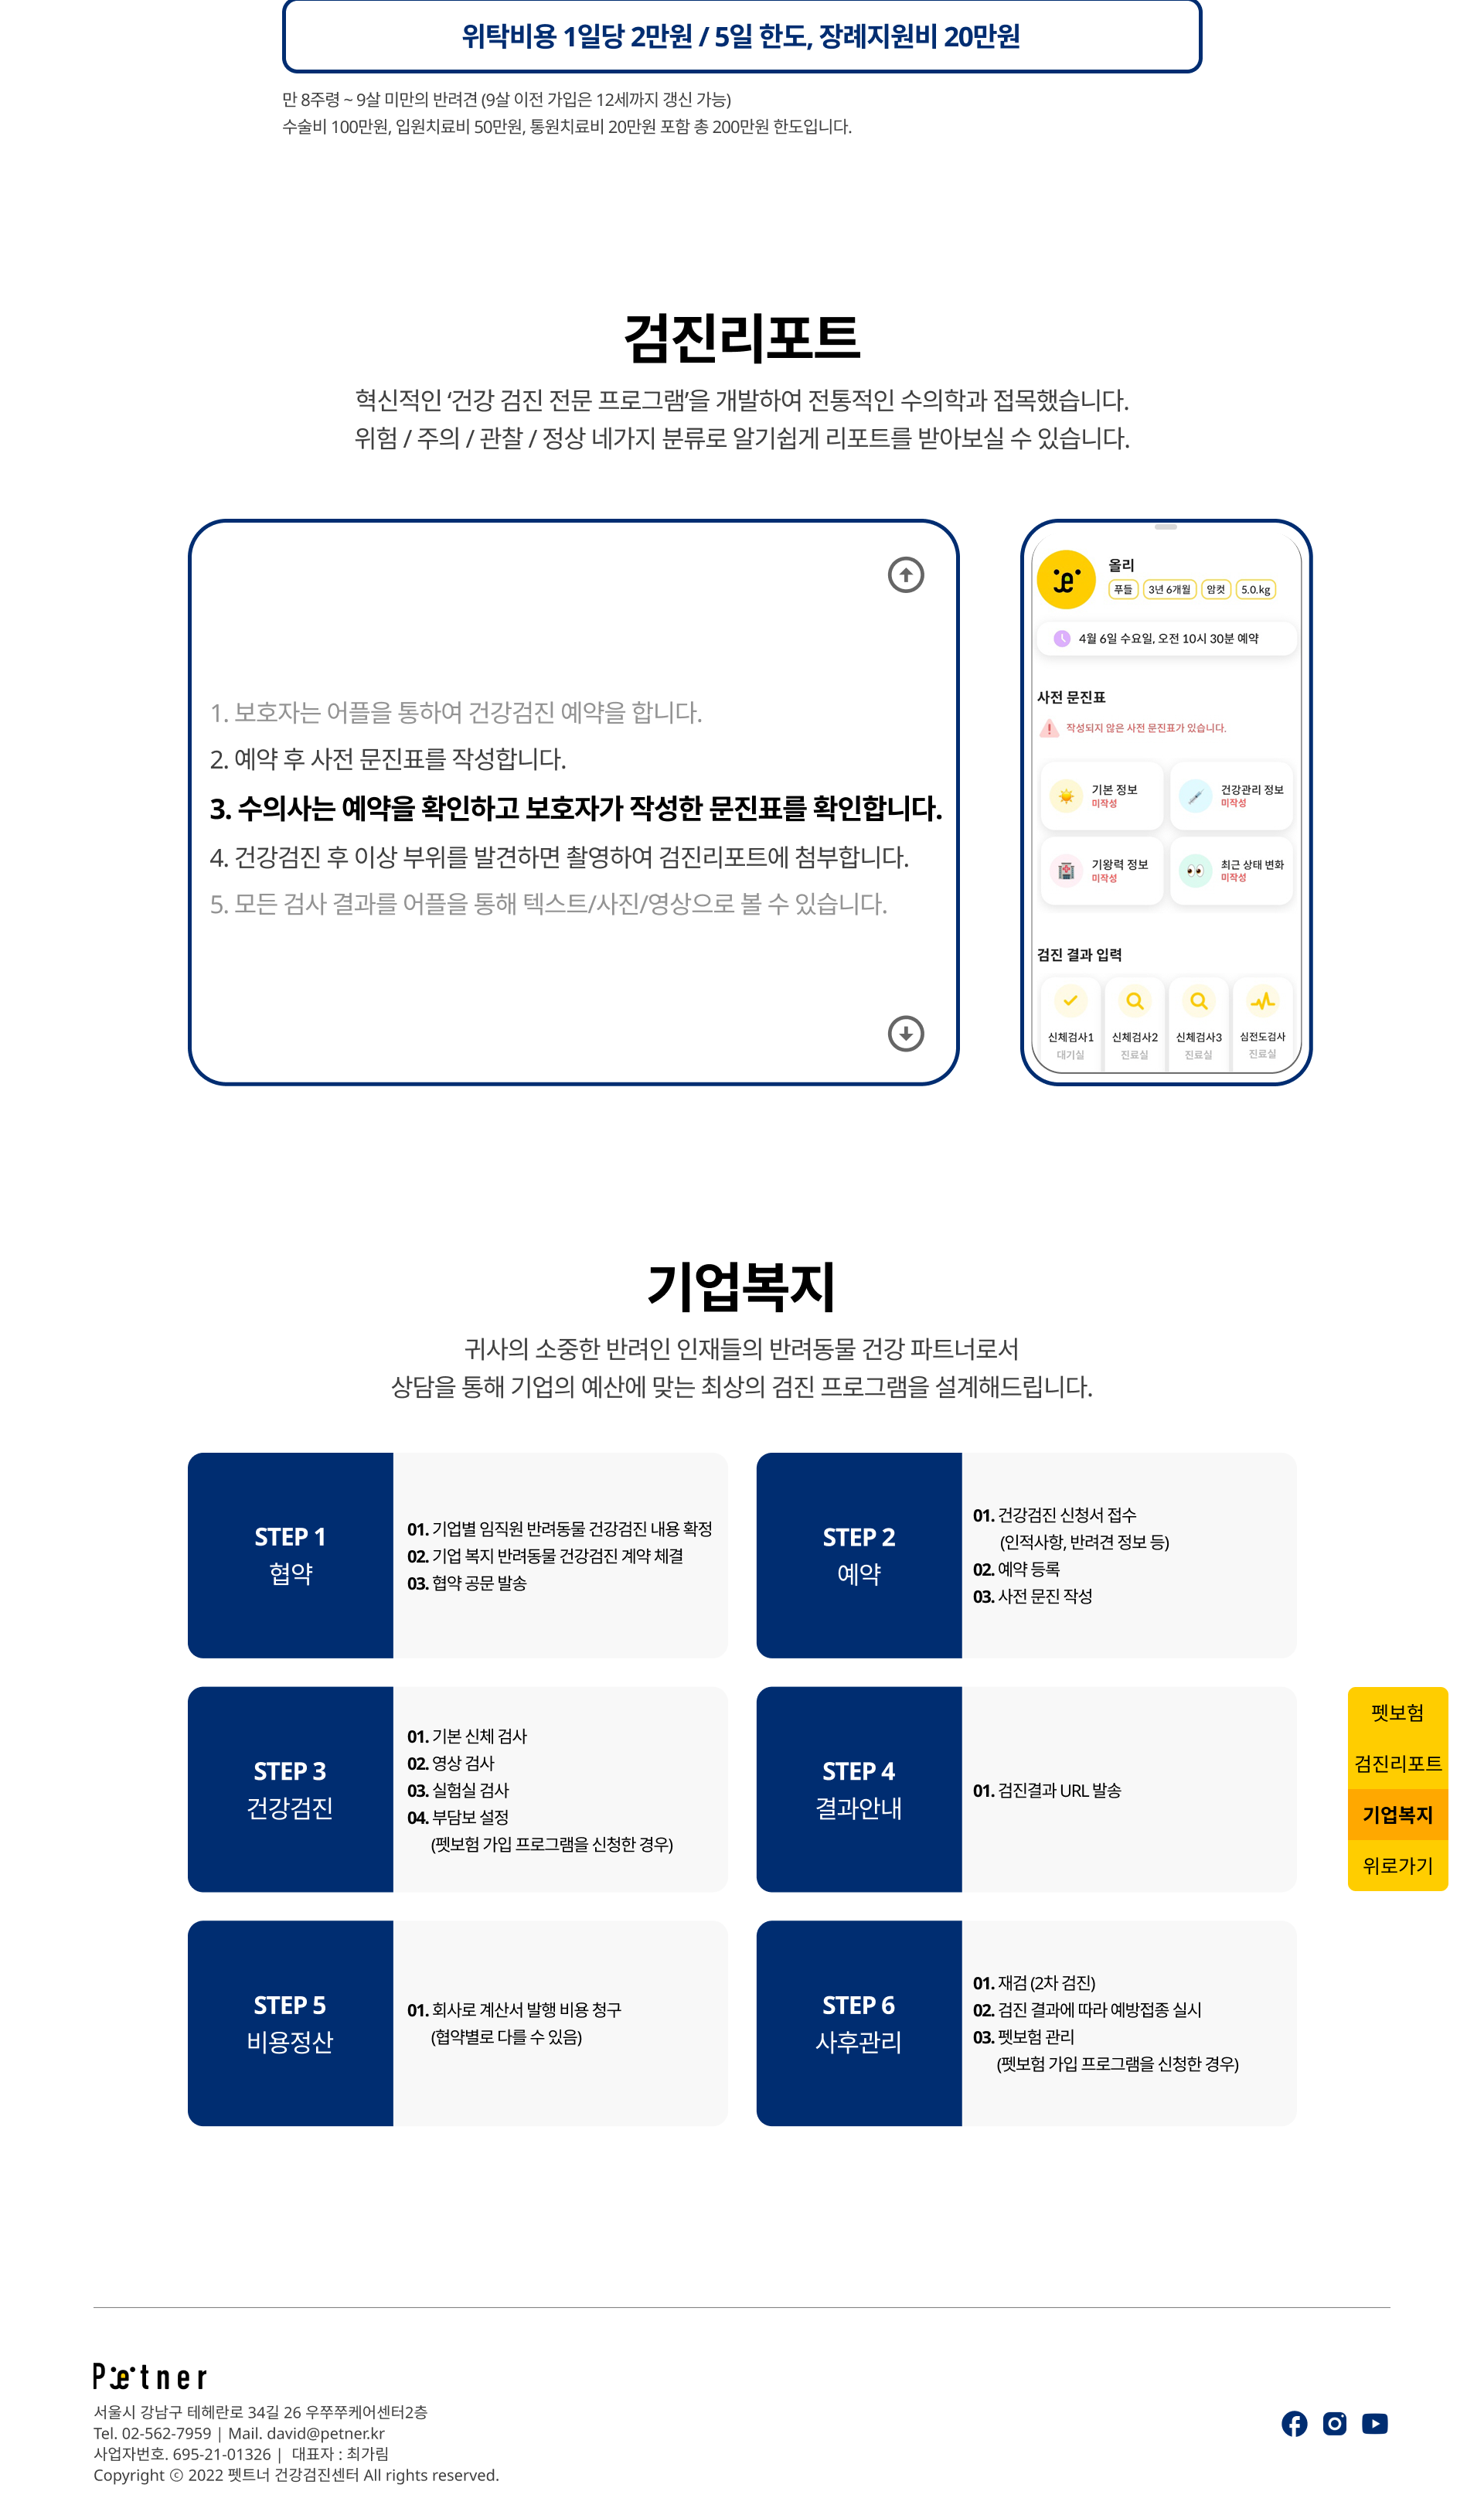 위탁비용 1일당 2만원 / 5일 한도, 장례지원비 20만원
만 8주령 ~ 9살 미만의 반려견 (9살 이전 가입은 12세까지 갱신 가능)
수술비 100만원, 입원치료비 50만원, 통원치료비 20만원 포함 총 200만원 한도입니다.
검진리포트
혁신적인 ‘건강 검진 전문 프로그램’을 개발하여 전통적인 수의학과 접목했습니다.
위험 / 주의 / 관찰 / 정상 네가지 분류로 알기쉽게 리포트를 받아보실 수 있습니다.
1. 보호자는 어플을 통하여 건강검진 예약을 합니다.
2. 예약 후 사전 문진표를 작성합니다.
3. 수의사는 예약을 확인하고 보호자가 작성한 문진표를 확인합니다.
4. 건강검진 후 이상 부위를 발견하면 촬영하여 검진리포트에 첨부합니다.
5. 모든 검사 결과를 어플을 통해 텍스트/사진/영상으로 볼 수 있습니다.
올리
푸들 3년 6개월 암컷 5.0.kg
4월 6일 수요일, 오전 10시 30분 예약
사전 문진표
작성되지 않은 사전 문진표가 있습니다.
기본 정보
미작성
건강관리 정보
미작성
기왕력 정보
미작성
최근 상태 변화
미작성
검진 결과 입력
신체검사1 신체검사2 신체검사3 심전도검사
대기실 진료실 진료실 진료실
기업복지
귀사의 소중한 반려인 인재들의 반려동물 건강 파트너로서
상담을 통해 기업의 예산에 맞는 최상의 검진 프로그램을 설계해드립니다.
STEP 1
협약
01. 기업별 임직원 반려동물 건강검진 내용 확정
02. 기업 복지 반려동물 건강검진 계약 체결
03. 협약 공문 발송
STEP 2
예약
01. 건강검진 신청서 접수
(인적사항, 반려견 정보 등)
02. 예약 등록
03. 사전 문진 작성
STEP 3
건강검진
01. 기본 신체 검사
02. 영상 검사
03. 실험실 검사
04. 부담보 설정
(펫보험 가입 프로그램을 신청한 경우)
STEP 4
결과안내
01. 검진결과 URL 발송
펫보험
검진리포트
기업복지
위로가기
STEP 5
비용정산
01. 회사로 계산서 발행 비용 청구
(협약별로 다를 수 있음)
STEP 6
사후관리
01. 재검 (2차 검진)
02. 검진 결과에 따라 예방접종 실시
03. 펫보험 관리
(펫보험 가입 프로그램을 신청한 경우)
Petner
서울시 강남구 테헤란로 34길 26 우쭈쭈케어센터2층
Tel. 02-562-7959 | Mail. david@petner.kr
사업자번호. 695-21-01326 | 대표자 : 최가림
Copyright ⓒ 2022 펫트너 건강검진센터 All rights reserved.